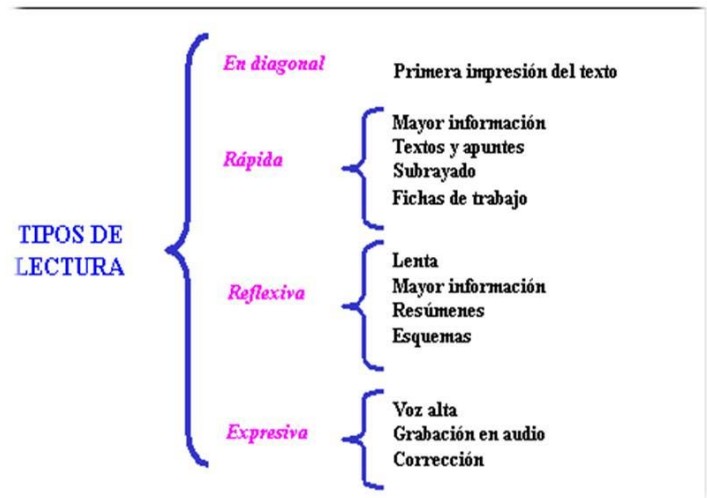 TIPOS DE
LECTURA
En diagonal
Primera impresión del texto
Rápida
Mayor información
Textos y apuntes
Subrayado
Fichas de trabajo
Reflexiva
Lenta
Mayor información
Resúmenes
Esquemas
Expresiva
Voz alta
Grabación en audio
Corrección